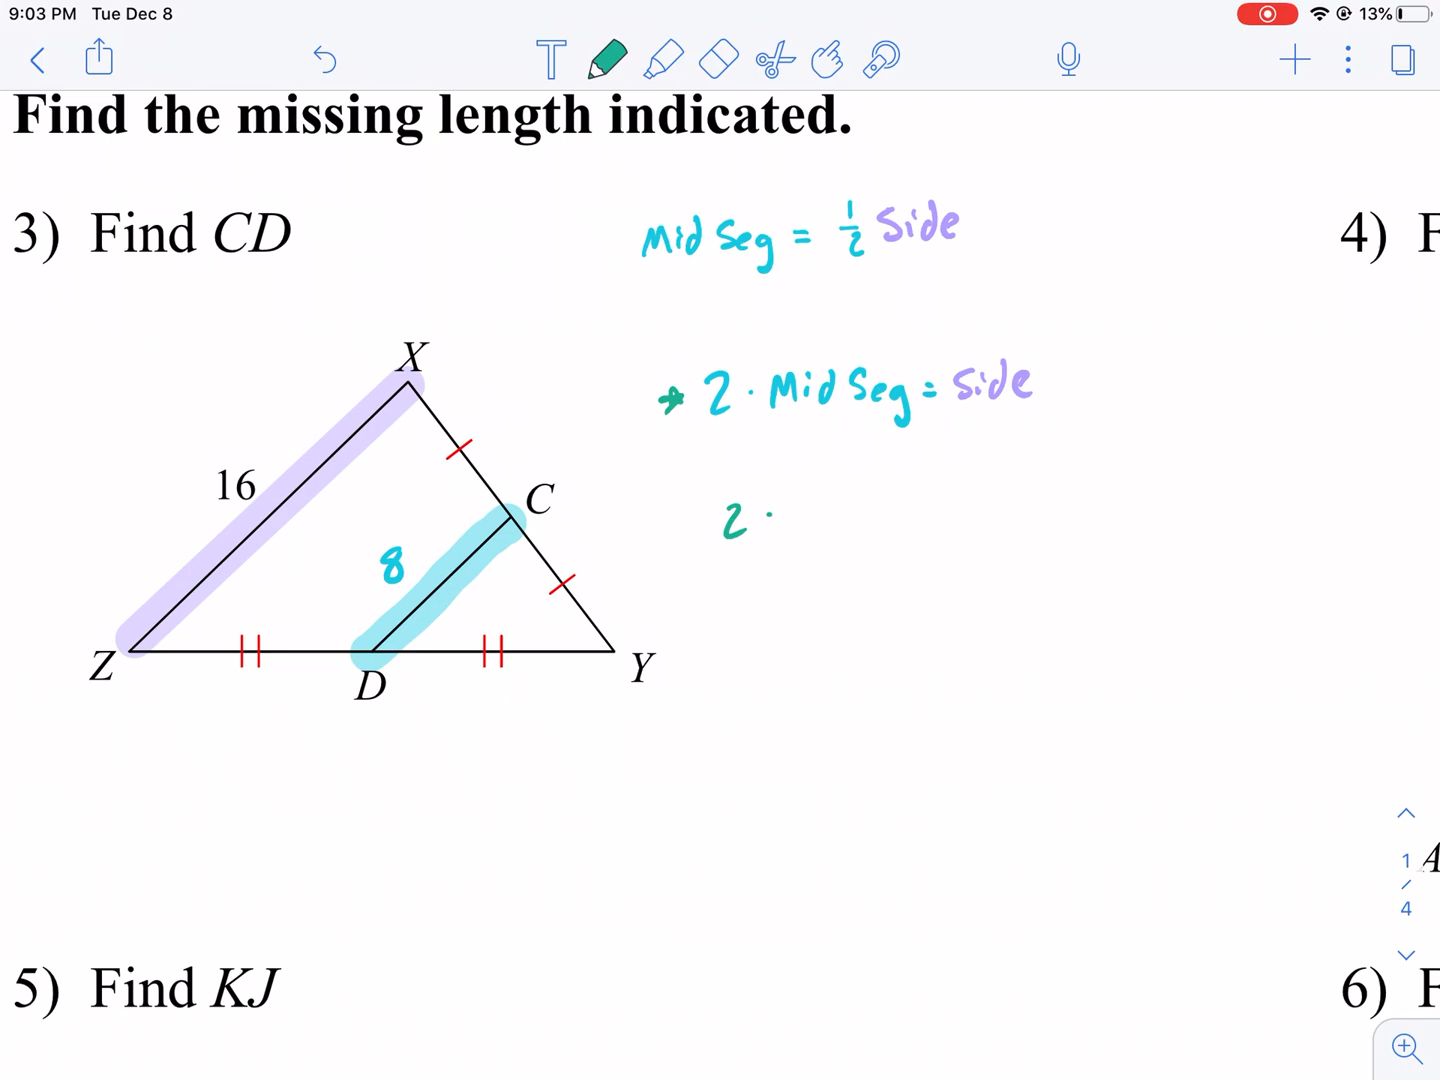 9:03 PM Tue Dec 8
13%
Find the missing length indicated.
3) Find CD
Mid Seg = 1/2 Side
4) F
X
* 2 · Mid Seg = Side
16
C
2 ·
8
Z
D
Y
1
/
4
A
5) Find KJ
6) F